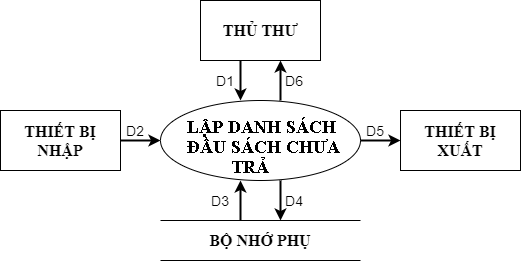 THỦ THƯ
D1
D6
THIẾT BỊ
NHẬP
D2
LẬP DANH SÁCH
ĐẦU SÁCH CHƯA
TRẢ
D5
THIẾT BỊ
XUẤT
D3
D4
BỘ NHỚ PHỤ